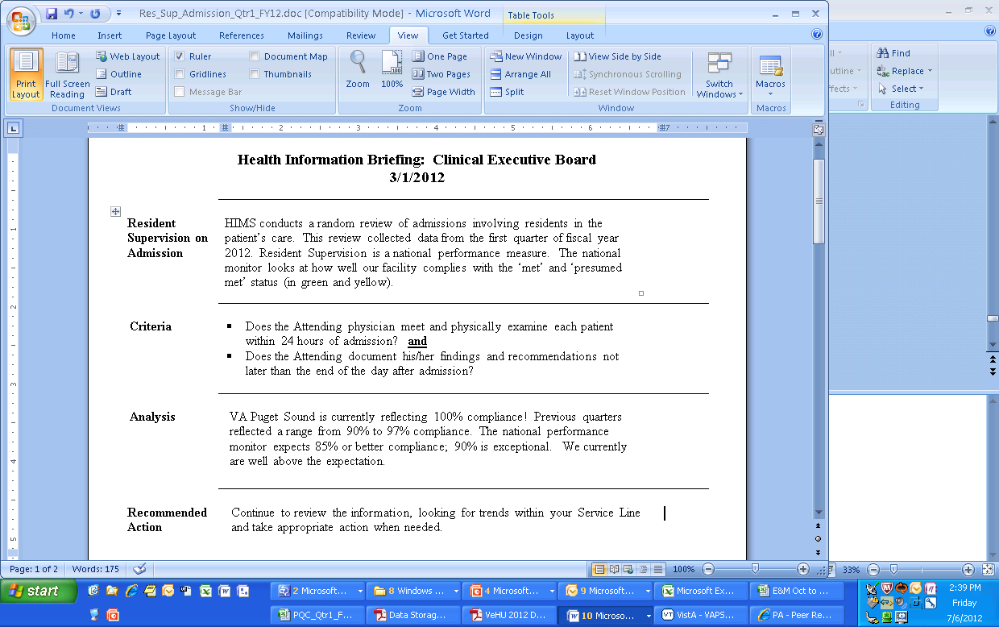 Res_Sup_Admission_Qtr1_FY12.doc [Compatibility Mode] - Microsoft Word
Table Tools
Home Insert Page Layout References Mailings Review View Get Started Design Layout
Print Layout
Full Screen Reading
Web Layout
Outline
Draft
Document Views
Ruler
Gridlines
Message Bar
Document Map
Thumbnails
Show/Hide
Zoom
100%
One Page
Two Pages
Page Width
Zoom
New Window
Arrange All
Split
View Side by Side
Synchronous Scrolling
Reset Window Position
Switch Windows
Window
Macros
Macros
Find
Replace
Select
Editing
Health Information Briefing: Clinical Executive Board
3/1/2012
Resident
Supervision on
Admission
HIMS conducts a random review of admissions involving residents in the
patient’s care. This review collected data from the first quarter of fiscal year
2012. Resident Supervision is a national performance measure. The national
monitor looks at how well our facility complies with the ‘met’ and ‘presumed
met’ status (in green and yellow).
Criteria
▪ Does the Attending physician meet and physically examine each patient
within 24 hours of admission? and
▪ Does the Attending document his/her findings and recommendations not
later than the end of the day after admission?
Analysis
VA Puget Sound is currently reflecting 100% compliance! Previous quarters
reflected a range from 90% to 97% compliance. The national performance
monitor expects 85% or better compliance; 90% is exceptional. We currently
are well above the expectation.
Recommended
Action
Continue to review the information, looking for trends within your Service Line
and take appropriate action when needed.
Page: 1 of 2 Words: 175 100% 33%
start
2 Microsoft... 8 Windows ... 4 Microsoft... 9 Microsoft... Microsoft Ex... E&M Oct to ...
PQC_Qtr1_F... Data Storag... VeHU 2012 D... 10 Microso... VistA - VAPS... PA - Peer Re...
2:39 PM
Friday
7/6/2012